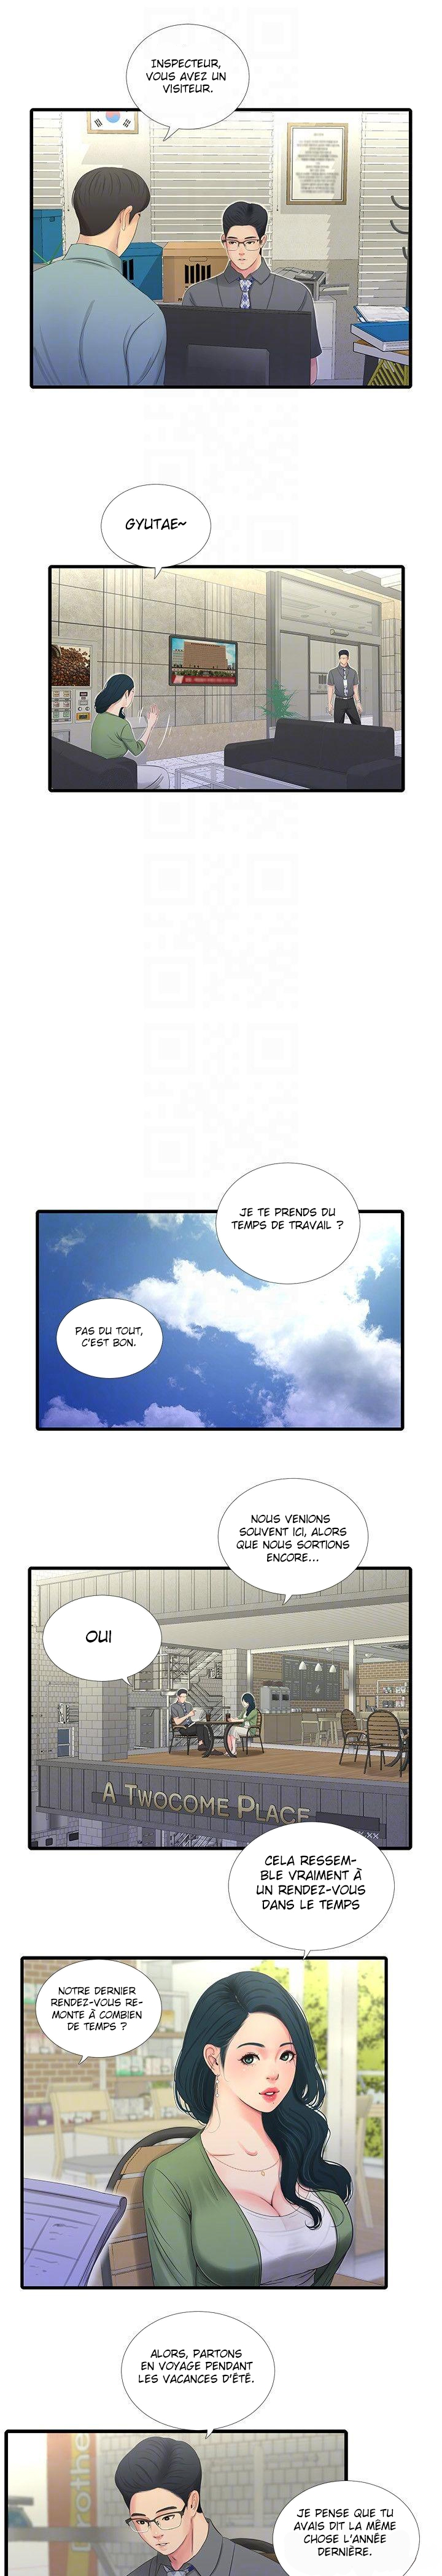 INSPECTEUR,
VOUS AVEZ UN
VISITEUR.
GYUTAE~
JE TE PRENDS DU
TEMPS DE TRAVAIL ?
PAS DU TOUT,
C'EST BON.
NOUS VENIONS
SOUVENT ICI, ALORS
QUE NOUS SORTIONS
ENCORE...
OUI
A TWOCOME PLACE
CELA RESSEM-
BLE VRAIMENT À
UN RENDEZ-VOUS
DANS LE TEMPS
NOTRE DERNIER
RENDEZ-VOUS RE-
MONTE À COMBIEN
DE TEMPS ?
ALORS, PARTONS
EN VOYAGE PENDANT
LES VACANCES D'ÉTÉ.
JE PENSE QUE TU
AVAIS DIT LA MÊME
CHOSE L'ANNÉE
DERNIÈRE.